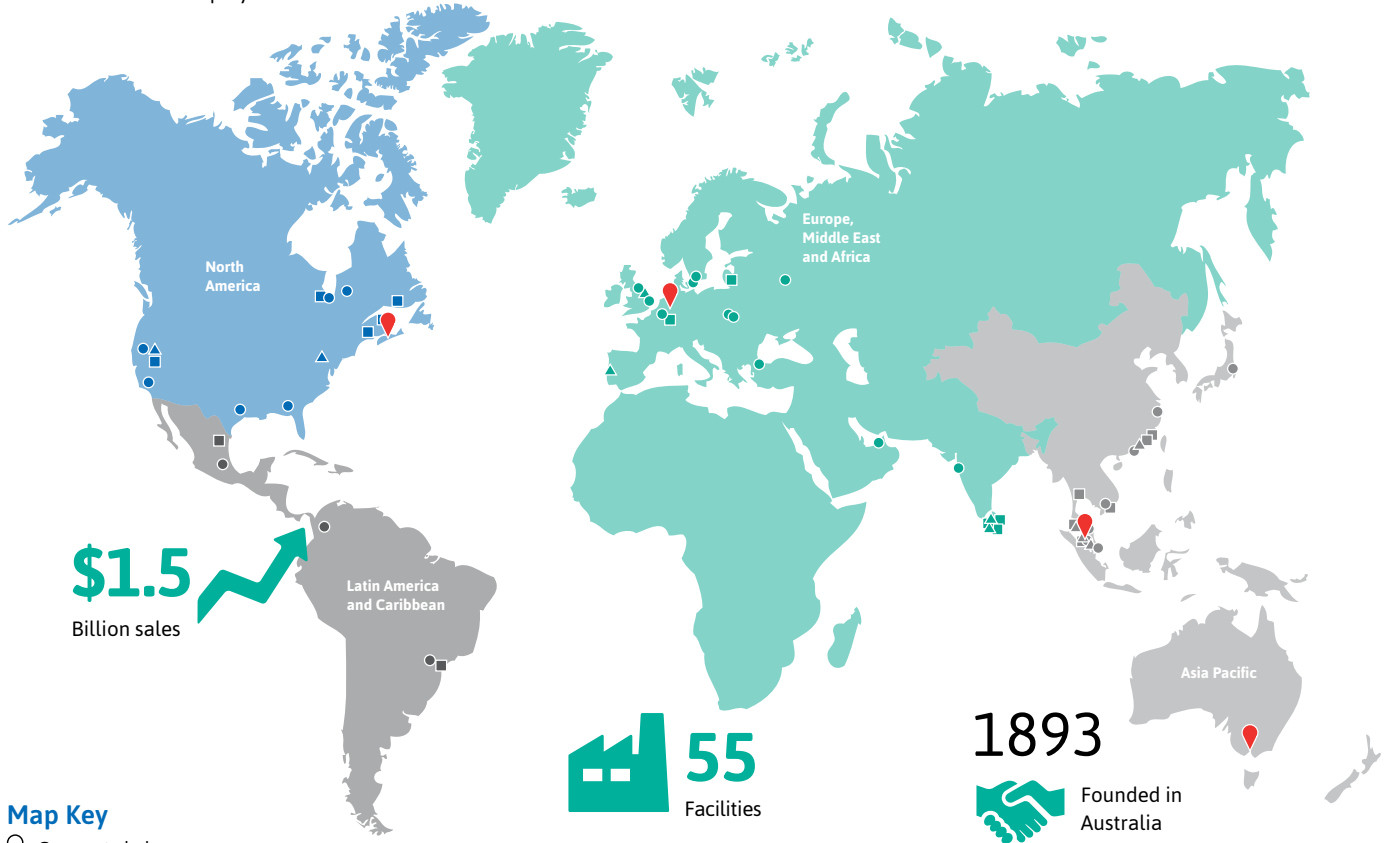 North
America
Europe,
Middle East
and Africa
$1.5
Billion sales
Latin America
and Caribbean
Asia Pacific
55
Facilities
1893
Founded in
Australia
Map Key